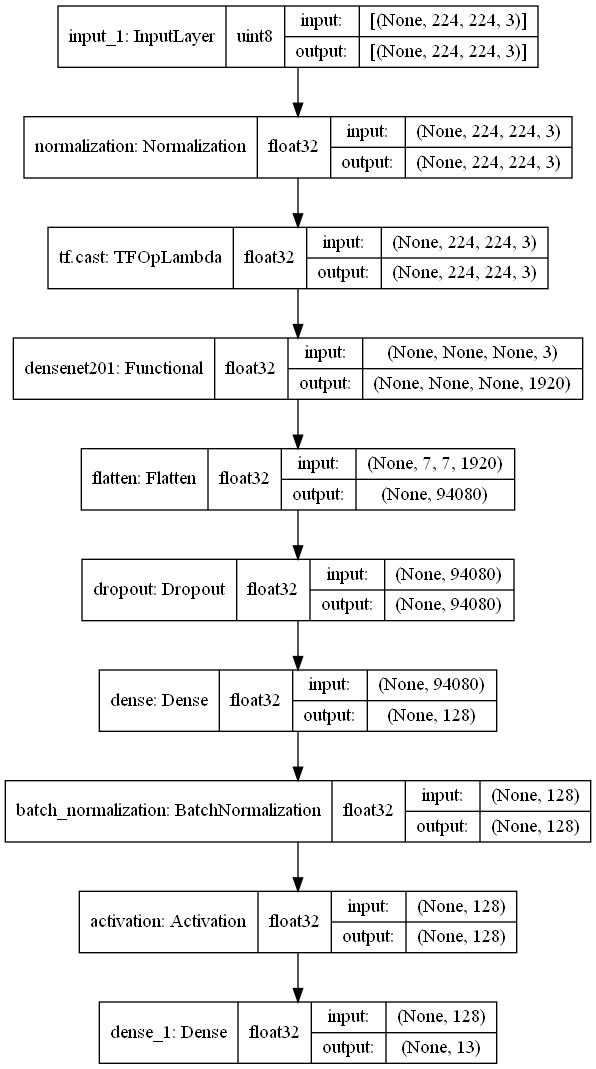 input_1: InputLayer uint8 input: [(None, 224, 224, 3)]
output: [(None, 224, 224, 3)]
normalization: Normalization float32 input: (None, 224, 224, 3)
output: (None, 224, 224, 3)
tf.cast: TFOpLambda float32 input: (None, 224, 224, 3)
output: (None, 224, 224, 3)
densenet201: Functional float32 input: (None, None, None, 3)
output: (None, None, None, 1920)
flatten: Flatten float32 input: (None, 7, 7, 1920)
output: (None, 94080)
dropout: Dropout float32 input: (None, 94080)
output: (None, 94080)
dense: Dense float32 input: (None, 94080)
output: (None, 128)
batch_normalization: BatchNormalization float32 input: (None, 128)
output: (None, 128)
activation: Activation float32 input: (None, 128)
output: (None, 128)
dense_1: Dense float32 input: (None, 128)
output: (None, 13)